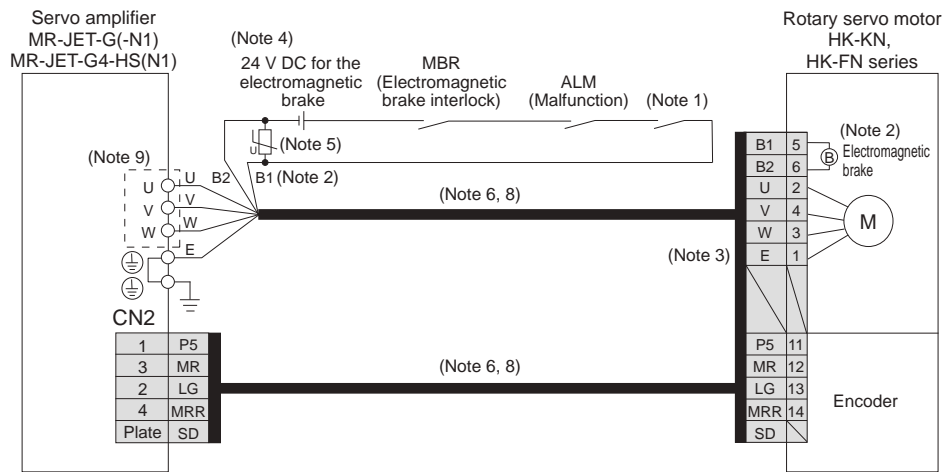 Servo amplifier
MR-JET-G(-N1)
MR-JET-G4-HS(N1)
Rotary servo motor
HK-KN,
HK-FN series
(Note 4)
24 V DC for the
electromagnetic
brake
MBR
(Electromagnetic
brake interlock)
ALM
(Malfunction)
(Note 1)
U
(Note 5)
(Note 9)
U
V
W
U
V
W
E
B2
B1
(Note 2)
(Note 6, 8)
(Note 3)
B1 5
B2 6
U 2
V 4
W 3
E 1
(Note 2)
B
Electromagnetic
brake
M
CN2
1 P5
3 MR
2 LG
4 MRR
Plate SD
(Note 6, 8)
P5 11
MR 12
LG 13
MRR 14
SD
Encoder